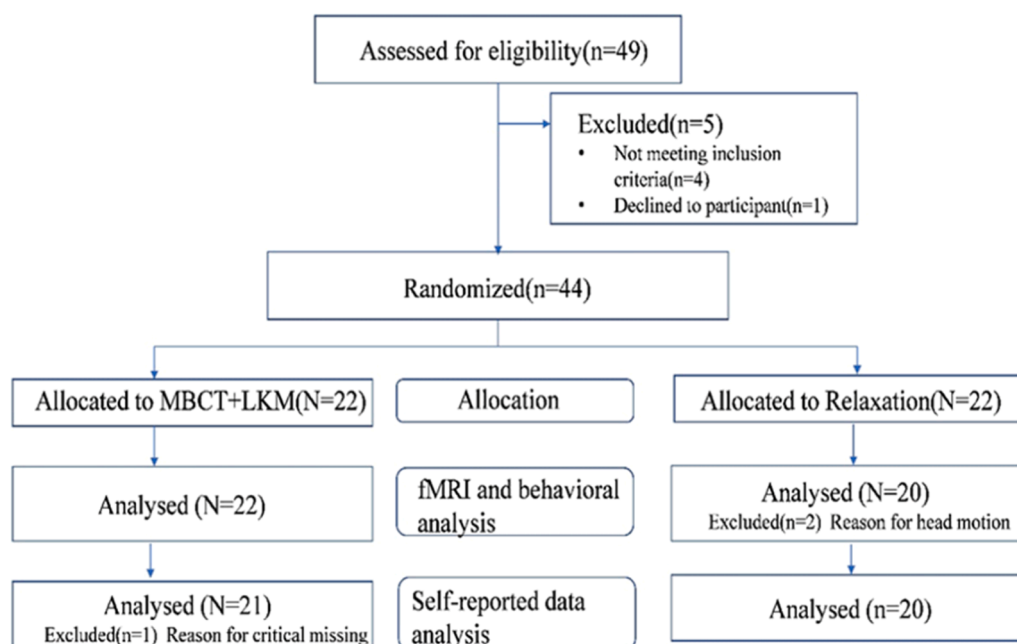 Assessed for eligibility(n=49)
Excluded(n=5)
• Not meeting inclusion
criteria(n=4)
• Declined to participant(n=1)
Randomized(n=44)
Allocated to MBCT+LKM(N=22)
Allocation
Allocated to Relaxation(N=22)
Analysed (N=22)
fMRI and behavioral
analysis
Analysed (N=20)
Excluded(n=2) Reason for head motion
Analysed (N=21)
Excluded(n=1) Reason for critical missing
Self-reported data
analysis
Analysed (n=20)